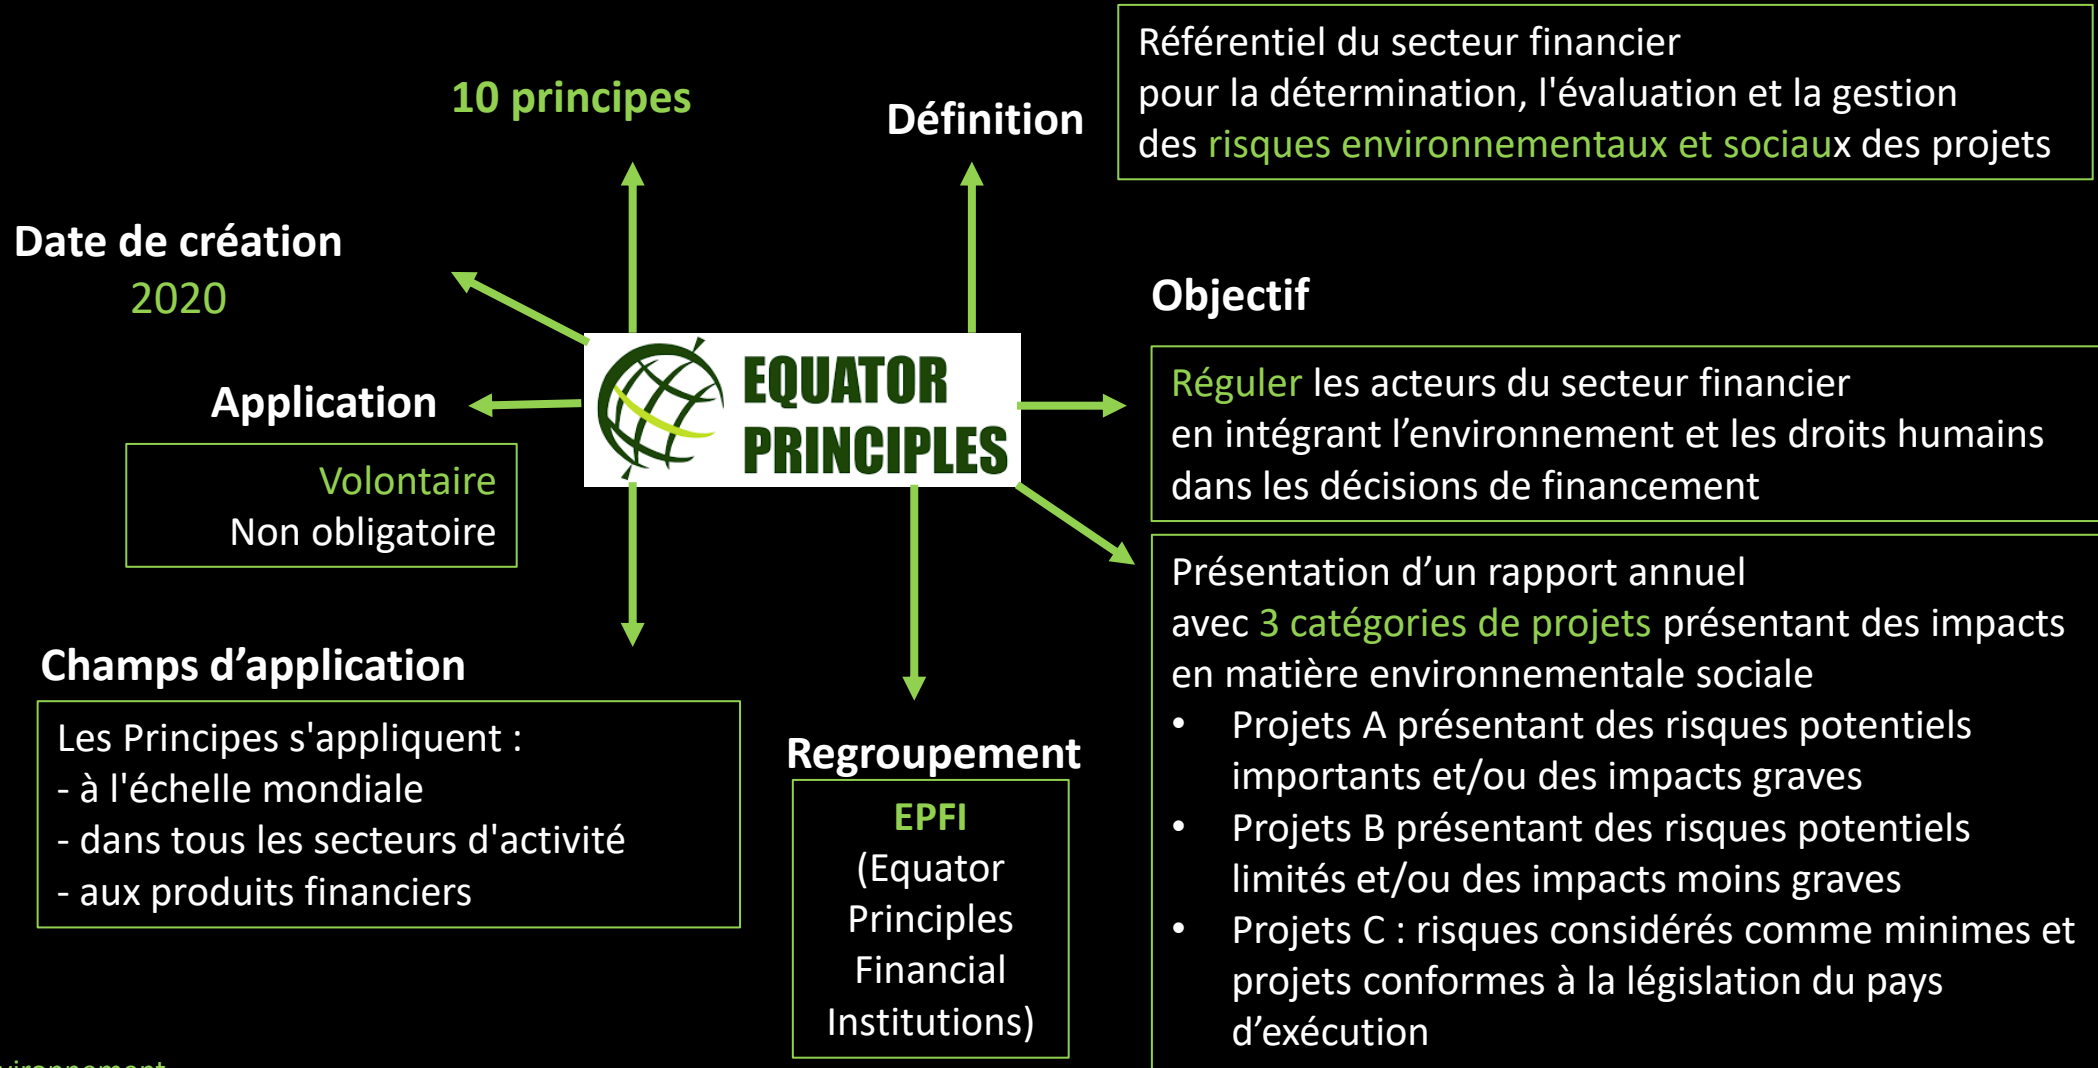 10 principes
Définition
Référentiel du secteur financier
pour la détermination, l'évaluation et la gestion
des risques environnementaux et sociaux des projets
Date de création
2020
Objectif
EQUATOR
PRINCIPLES
Réguler les acteurs du secteur financier
en intégrant l’environnement et les droits humains
dans les décisions de financement
Application
Volontaire
Non obligatoire
Présentation d’un rapport annuel
avec 3 catégories de projets présentant des impacts
en matière environnementale sociale
• Projets A présentant des risques potentiels
importants et/ou des impacts graves
• Projets B présentant des risques potentiels
limités et/ou des impacts moins graves
• Projets C : risques considérés comme minimes et
projets conformes à la législation du pays
d’exécution
Champs d’application
Les Principes s'appliquent :
- à l'échelle mondiale
- dans tous les secteurs d'activité
- aux produits financiers
Regroupement
EPFI
(Equator
Principles
Financial
Institutions)